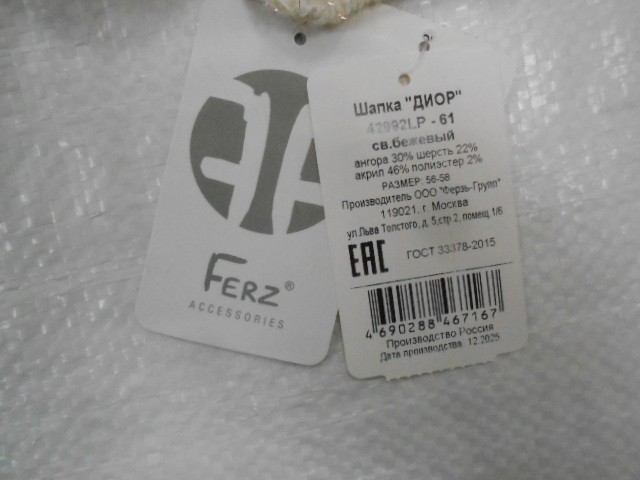 FERZ®
ACCESSORIES
Шапка "ДИОР"
42992LP - 61
св.бежевый
ангора 30% шерсть 22%
акрил 46% полиэстер 2%
РАЗМЕР: 56-58
Производитель ООО "Ферзь-Групп"
119021, г. Москва
ул.Льва Толстого, д. 5,стр.2, помещ. 1/6
ЕАС ГОСТ 33378-2015
4 690288 467167
Производство Россия
Дата производства: 12.2025